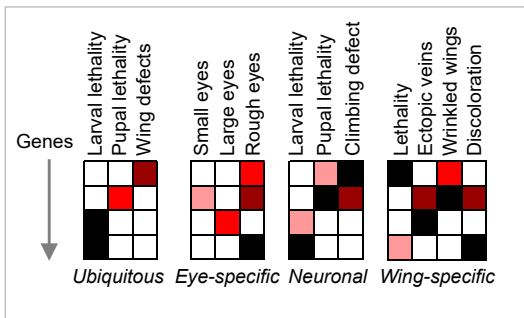 Larval lethality
Pupal lethality
Wing defects
Small eyes
Large eyes
Rough eyes
Larval lethality
Pupal lethality
Climbing defect
Lethality
Ectopic veins
Wrinkled wings
Discoloration
Genes
Ubiquitous
Eye-specific
Neuronal
Wing-specific